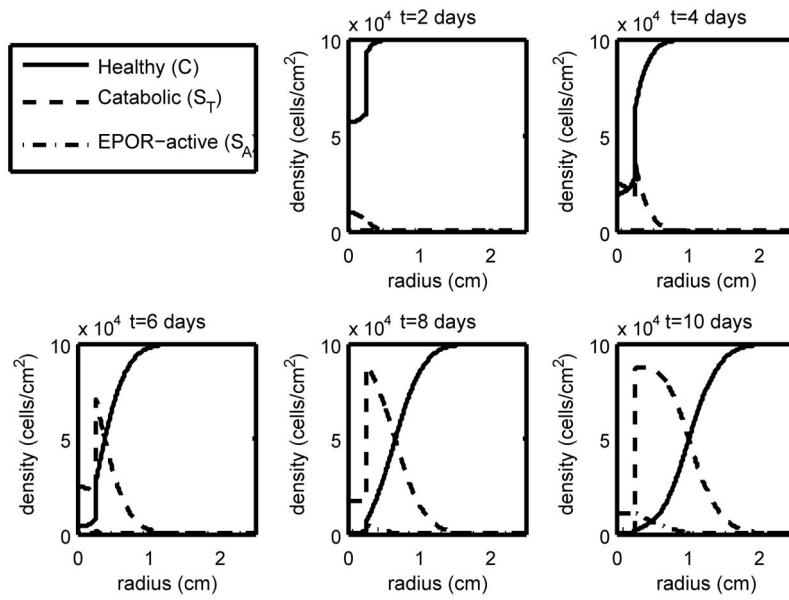 Healthy (C)
Catabolic (S_T)
EPOR−active (S_A)
x 10^4 t=2 days
10
5
0
density (cells/cm^2)
0 1 2
radius (cm)
x 10^4 t=4 days
10
5
0
density (cells/cm^2)
0 1 2
radius (cm)
x 10^4 t=6 days
10
5
0
density (cells/cm^2)
0 1 2
radius (cm)
x 10^4 t=8 days
10
5
0
density (cells/cm^2)
0 1 2
radius (cm)
x 10^4 t=10 days
10
5
0
density (cells/cm^2)
0 1 2
radius (cm)